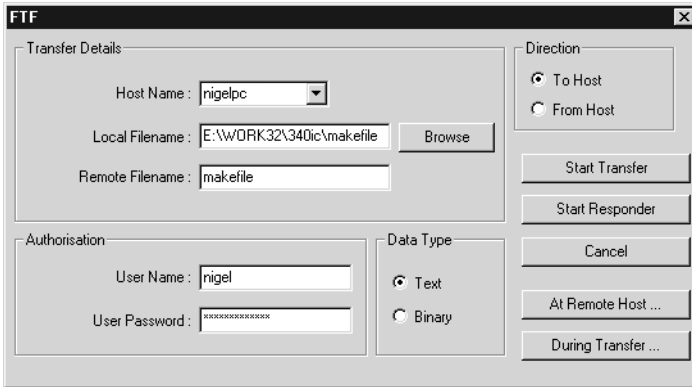 FTF
Transfer Details
Host Name : nigelpc
Local Filename : E:\WORK32\340ic\makefile Browse
Remote Filename : makefile
Direction
To Host
From Host
Start Transfer
Start Responder
Cancel
At Remote Host ...
During Transfer ...
Authorisation
User Name : nigel
User Password : *************
Data Type
Text
Binary